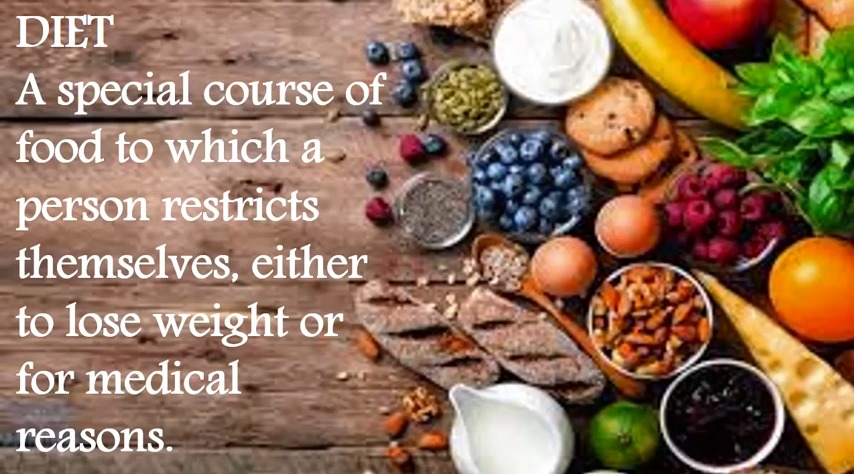 DIET
A special course of
food to which a
person restricts
themselves, either
to lose weight or
for medical
reasons.